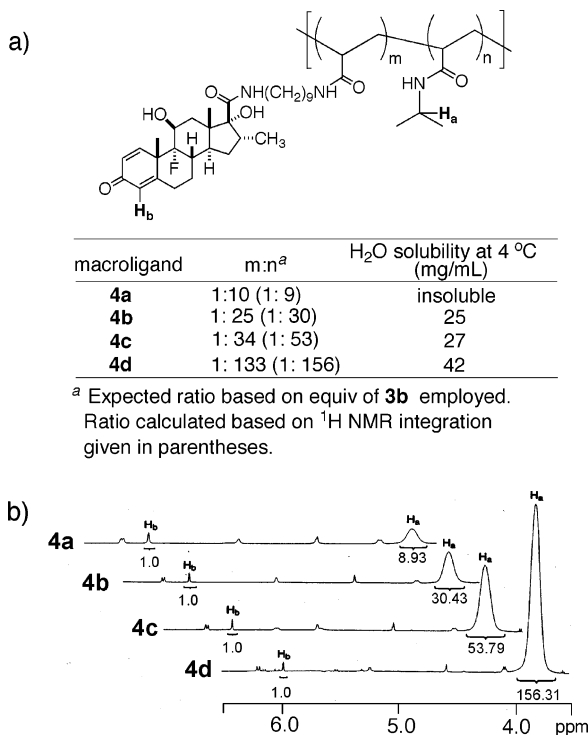 a)
m
n
O
O
NH(CH2)9NH
O
HN
HO
OH
Ha
H
CH3
F
H
O
Hb
macroligand m:nᵃ H2O solubility at 4 °C (mg/mL)
4a 1:10 (1: 9) insoluble
4b 1: 25 (1: 30) 25
4c 1: 34 (1: 53) 27
4d 1: 133 (1: 156) 42
ᵃ Expected ratio based on equiv of 3b employed.
Ratio calculated based on ¹H NMR integration
given in parentheses.
b)
Hb Ha
4a
1.0 8.93
Hb Ha
4b
1.0 30.43
Hb Ha
4c
1.0 53.79
Hb Ha
4d
1.0 156.31
6.0 5.0 4.0 ppm